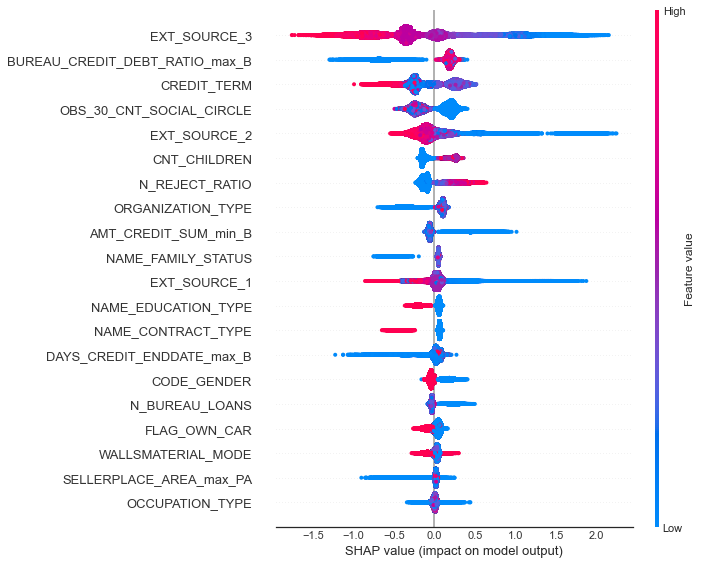 High
EXT_SOURCE_3
BUREAU_CREDIT_DEBT_RATIO_max_B
CREDIT_TERM
OBS_30_CNT_SOCIAL_CIRCLE
EXT_SOURCE_2
CNT_CHILDREN
N_REJECT_RATIO
ORGANIZATION_TYPE
AMT_CREDIT_SUM_min_B
NAME_FAMILY_STATUS
EXT_SOURCE_1
NAME_EDUCATION_TYPE
NAME_CONTRACT_TYPE
DAYS_CREDIT_ENDDATE_max_B
CODE_GENDER
N_BUREAU_LOANS
FLAG_OWN_CAR
WALLSMATERIAL_MODE
SELLERPLACE_AREA_max_PA
OCCUPATION_TYPE
Feature value
Low
−1.5 −1.0 −0.5 0.0 0.5 1.0 1.5 2.0
SHAP value (impact on model output)